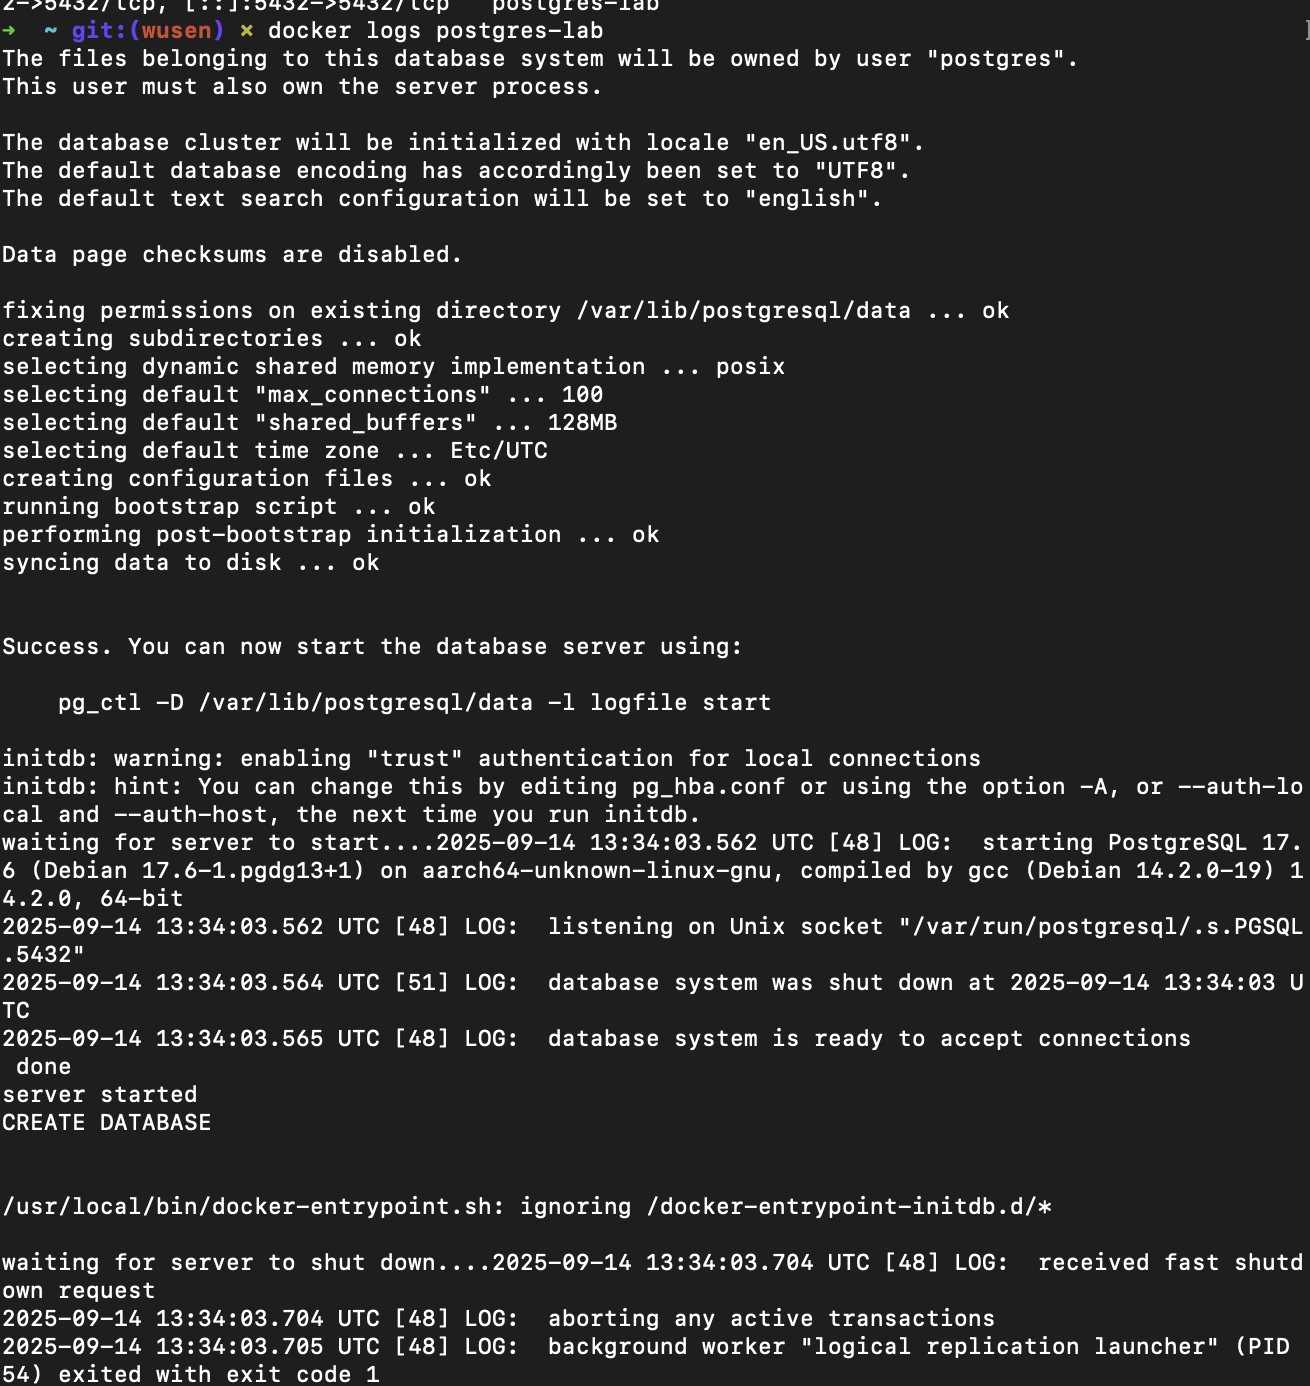 2->5432/tcp, [::]:5432->5432/tcp   postgres-lab
➜  ~ git:(wusen) ✗ docker logs postgres-lab
The files belonging to this database system will be owned by user "postgres".
This user must also own the server process.
The database cluster will be initialized with locale "en_US.utf8".
The default database encoding has accordingly been set to "UTF8".
The default text search configuration will be set to "english".
Data page checksums are disabled.
fixing permissions on existing directory /var/lib/postgresql/data ... ok
creating subdirectories ... ok
selecting dynamic shared memory implementation ... posix
selecting default "max_connections" ... 100
selecting default "shared_buffers" ... 128MB
selecting default time zone ... Etc/UTC
creating configuration files ... ok
running bootstrap script ... ok
performing post-bootstrap initialization ... ok
syncing data to disk ... ok
Success. You can now start the database server using:
    pg_ctl -D /var/lib/postgresql/data -l logfile start
initdb: warning: enabling "trust" authentication for local connections
initdb: hint: You can change this by editing pg_hba.conf or using the option -A, or --auth-lo
cal and --auth-host, the next time you run initdb.
waiting for server to start....2025-09-14 13:34:03.562 UTC [48] LOG:  starting PostgreSQL 17.
6 (Debian 17.6-1.pgdg13+1) on aarch64-unknown-linux-gnu, compiled by gcc (Debian 14.2.0-19) 1
4.2.0, 64-bit
2025-09-14 13:34:03.562 UTC [48] LOG:  listening on Unix socket "/var/run/postgresql/.s.PGSQL
.5432"
2025-09-14 13:34:03.564 UTC [51] LOG:  database system was shut down at 2025-09-14 13:34:03 U
TC
2025-09-14 13:34:03.565 UTC [48] LOG:  database system is ready to accept connections
 done
server started
CREATE DATABASE
/usr/local/bin/docker-entrypoint.sh: ignoring /docker-entrypoint-initdb.d/*
waiting for server to shut down....2025-09-14 13:34:03.704 UTC [48] LOG:  received fast shutd
own request
2025-09-14 13:34:03.704 UTC [48] LOG:  aborting any active transactions
2025-09-14 13:34:03.705 UTC [48] LOG:  background worker "logical replication launcher" (PID
54) exited with exit code 1